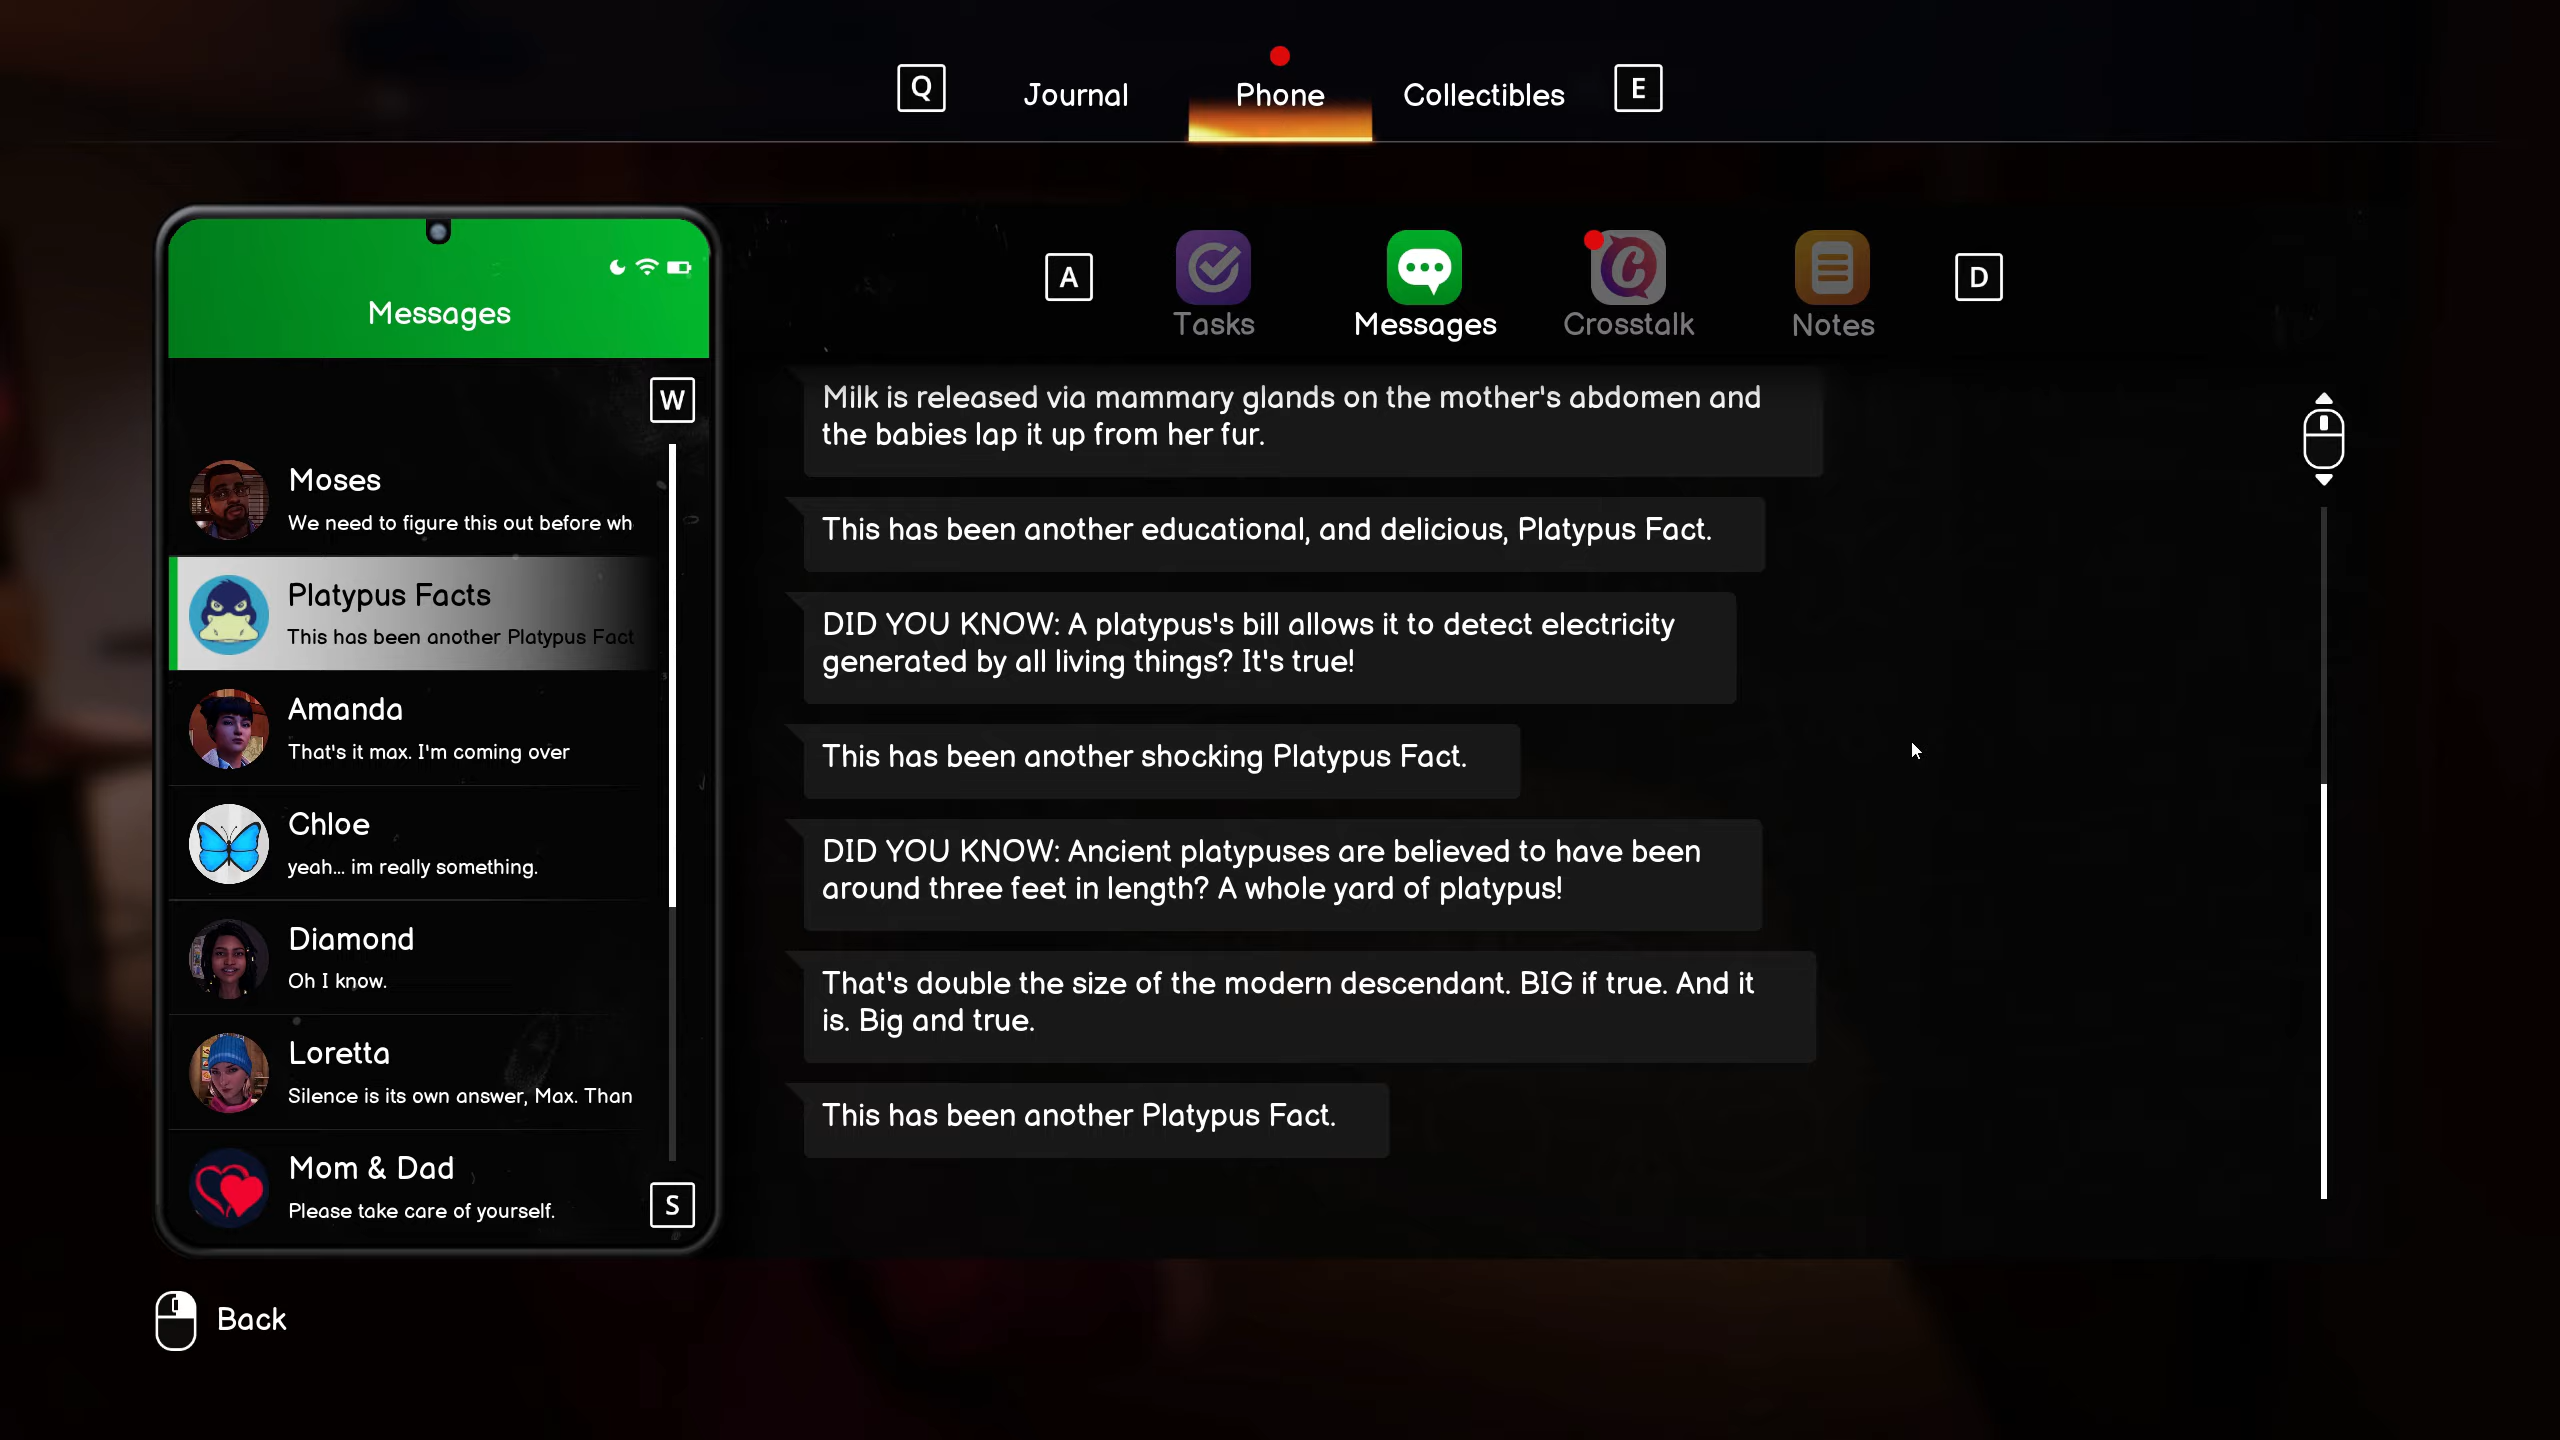 Q Journal Phone Collectibles E
Messages
A Tasks Messages Crosstalk Notes D
W
Moses
We need to figure this out before wh
Platypus Facts
This has been another Platypus Fact
Amanda
That's it max. I'm coming over
Chloe
yeah... im really something.
Diamond
Oh I know.
Loretta
Silence is its own answer, Max. Than
Mom & Dad
Please take care of yourself.
S
Milk is released via mammary glands on the mother's abdomen and
the babies lap it up from her fur.
This has been another educational, and delicious, Platypus Fact.
DID YOU KNOW: A platypus's bill allows it to detect electricity
generated by all living things? It's true!
This has been another shocking Platypus Fact.
DID YOU KNOW: Ancient platypuses are believed to have been
around three feet in length? A whole yard of platypus!
That's double the size of the modern descendant. BIG if true. And it
is. Big and true.
This has been another Platypus Fact.
Back